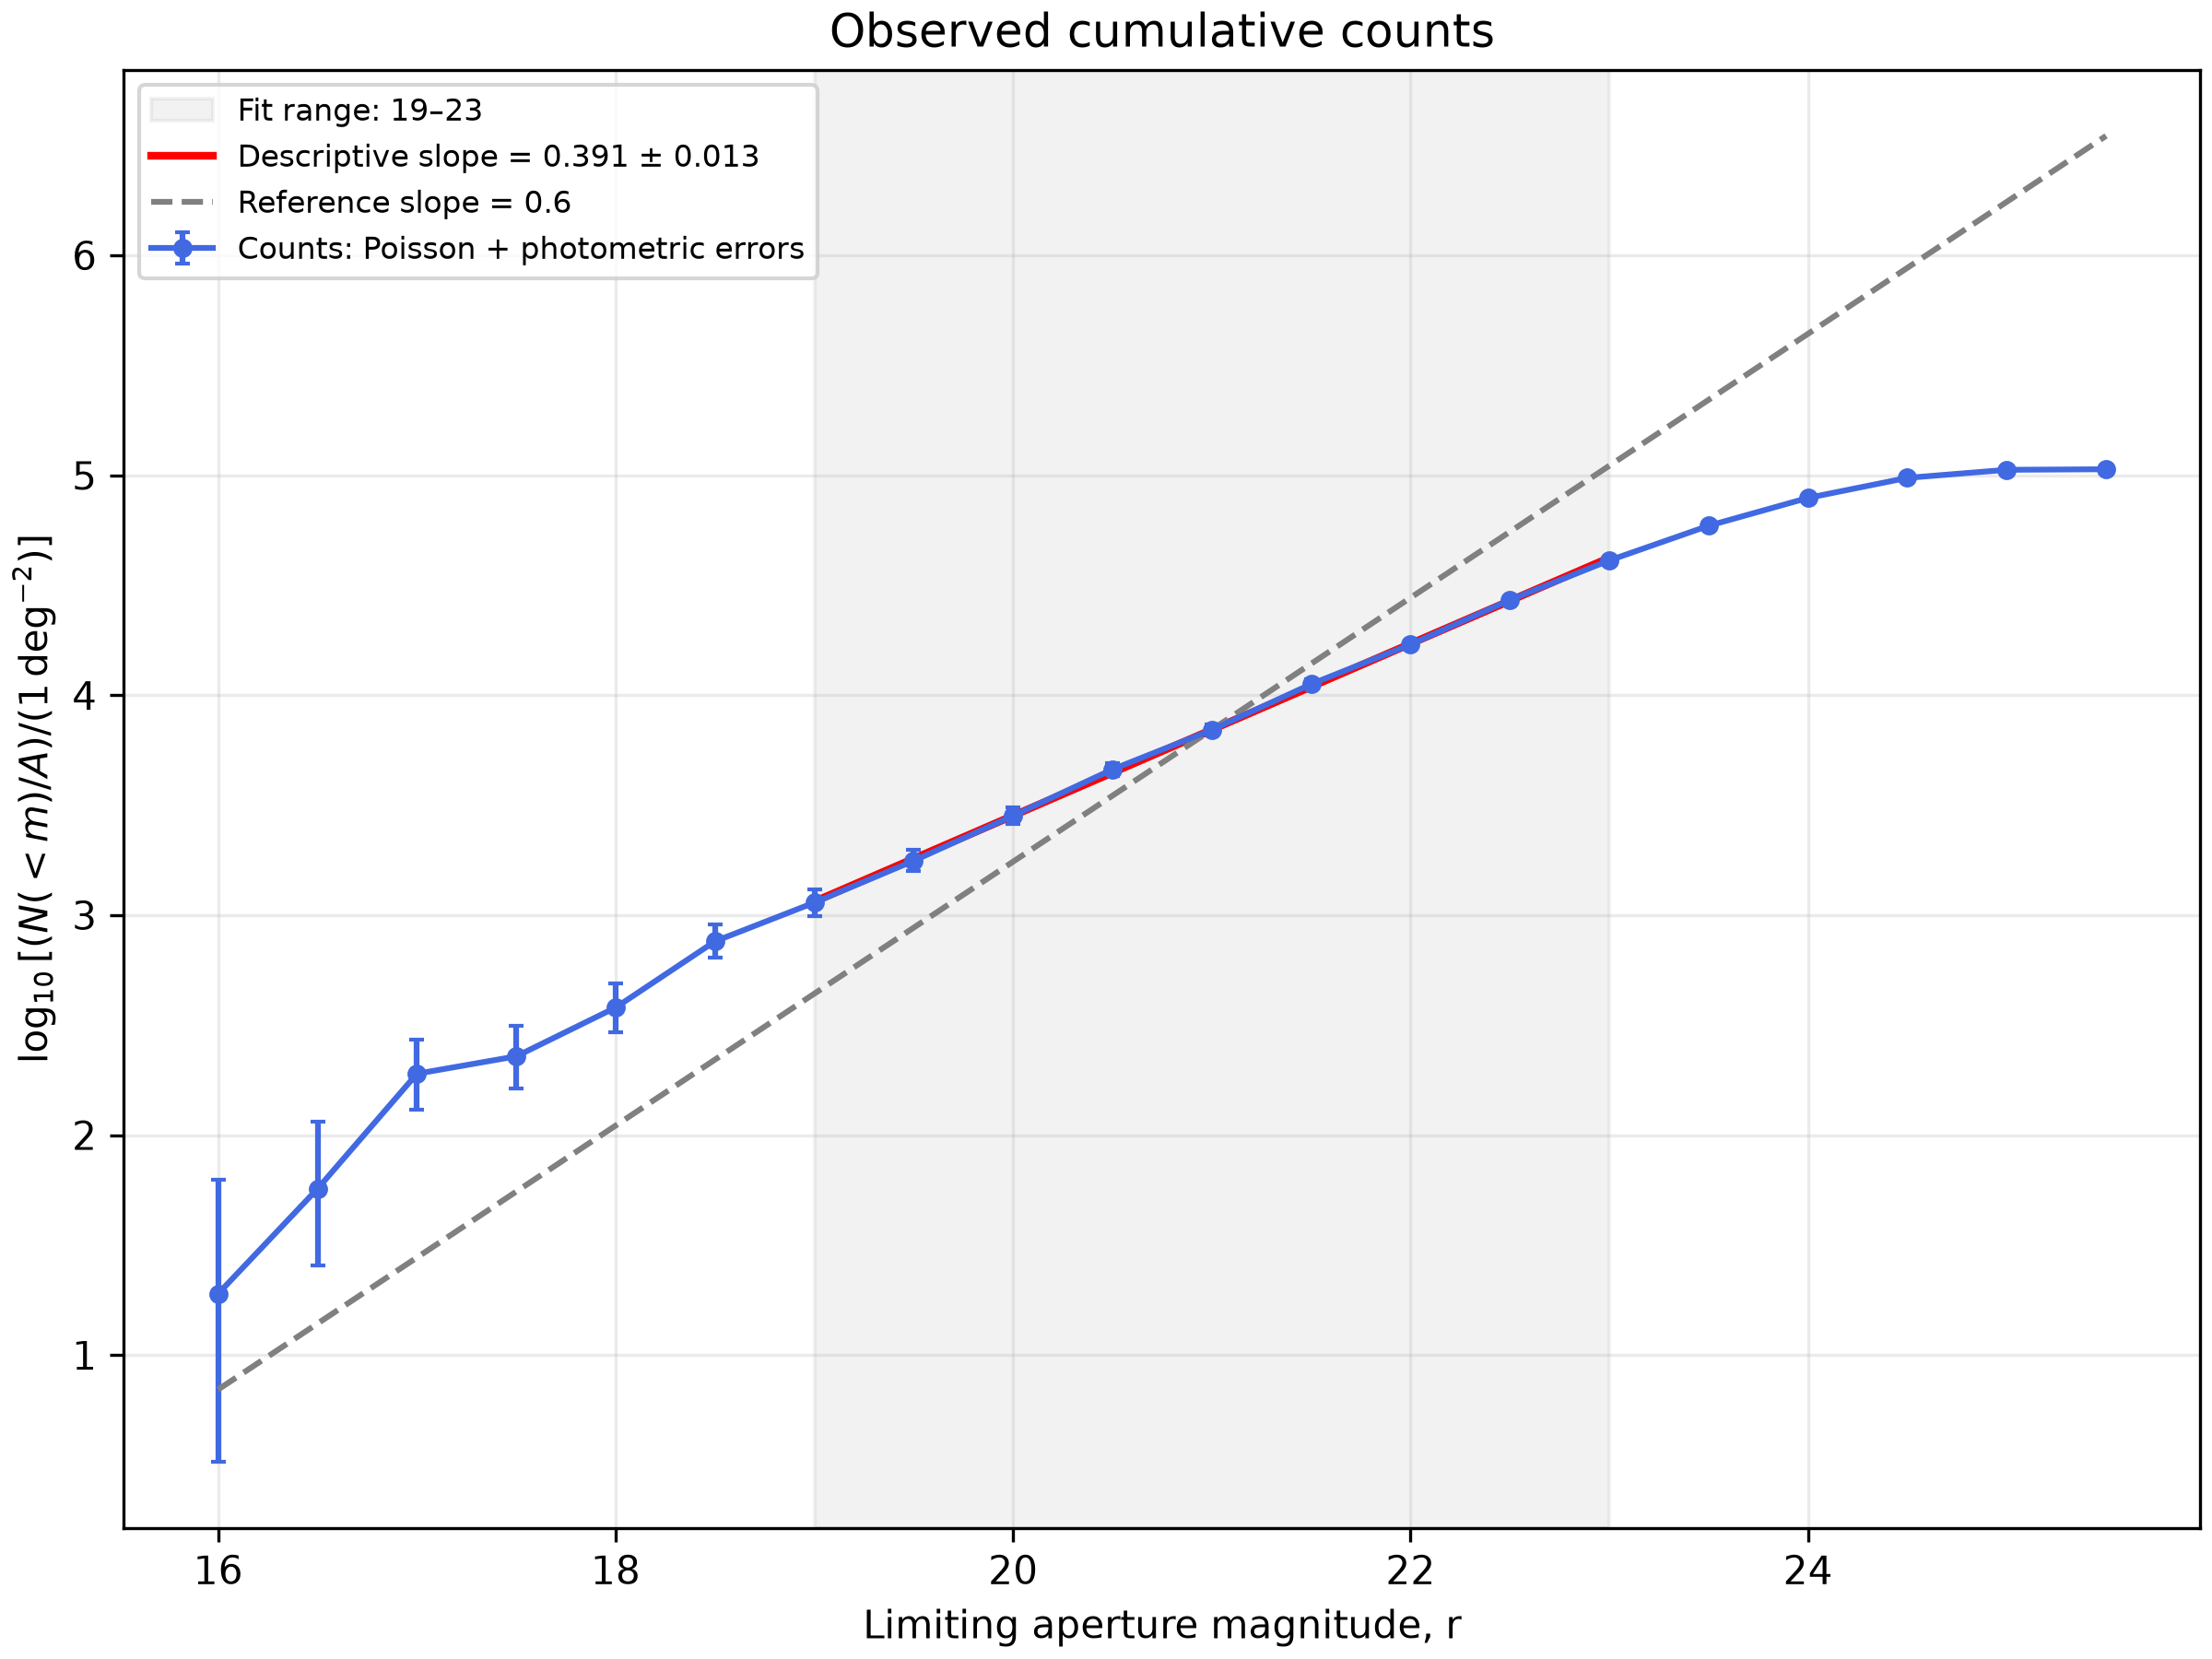 Observed cumulative counts
Fit range: 19–23
Descriptive slope = 0.391 ± 0.013
Reference slope = 0.6
Counts: Poisson + photometric errors
log₁₀[(N(<m)/A)/(1 deg⁻²)]
6
5
4
3
2
1
16 18 20 22 24
Limiting aperture magnitude, r